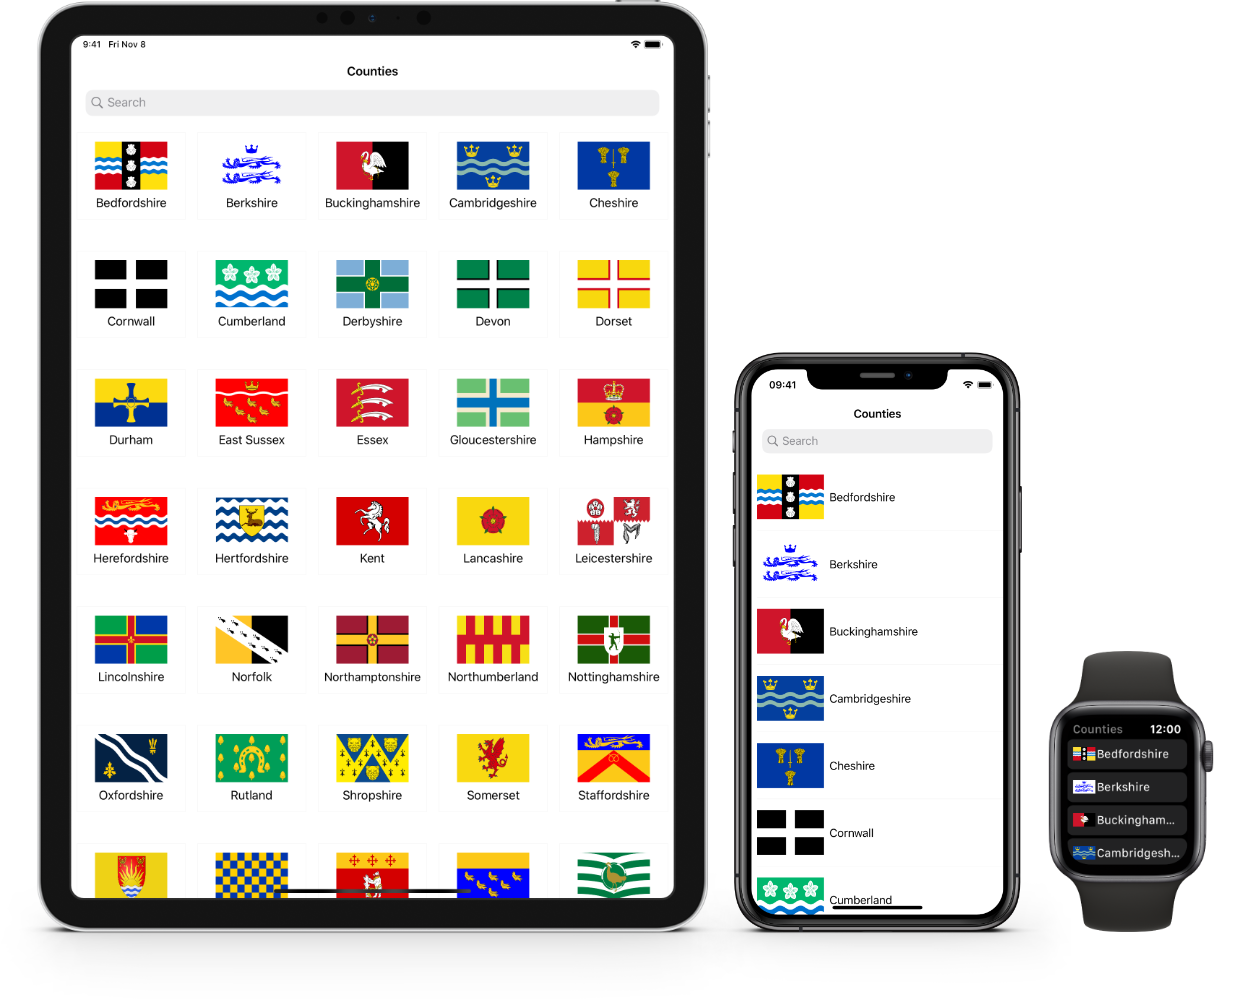 9:41 Fri Nov 8
Counties
Search
Bedfordshire Berkshire Buckinghamshire Cambridgeshire Cheshire
Cornwall Cumberland Derbyshire Devon Dorset
Durham East Sussex Essex Gloucestershire Hampshire
Herefordshire Hertfordshire Kent Lancashire Leicestershire
Lincolnshire Norfolk Northamptonshire Northumberland Nottinghamshire
Oxfordshire Rutland Shropshire Somerset Staffordshire
09:41
Counties
Search
Bedfordshire
Berkshire
Buckinghamshire
Cambridgeshire
Cheshire
Cornwall
Cumberland
Counties 12:00
Bedfordshire
Berkshire
Buckingham...
Cambridgesh...